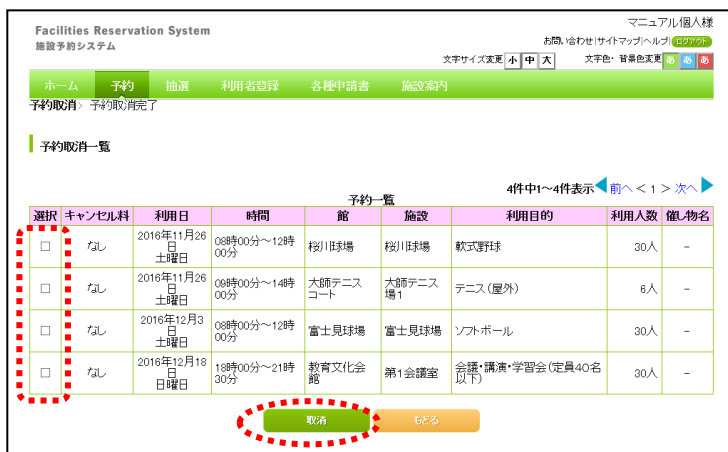 マニュアル個人様
Facilities Reservation System
施設予約システム
お問い合わせ|サイトマップ|ヘルプ| ログアウト
文字サイズ変更 小 中 大 文字色・背景色変更 あ あ あ
ホーム 予約 抽選 利用者登録 各種申請書 施設案内
予約取消> 予約取消完了
予約取消一覧
4件中1～4件表示 前へ < 1 > 次へ
予約一覧
選択 キャンセル料 利用日 時間 館 施設 利用目的 利用人数 催し物名
なし 2016年11月26日 土曜日 08時00分～12時00分 桜川球場 桜川球場 軟式野球 30人 -
なし 2016年11月26日 土曜日 09時00分～14時00分 大師テニスコート 大師テニス場1 テニス(屋外) 6人 -
なし 2016年12月3日 土曜日 08時00分～12時00分 富士見球場 富士見球場 ソフトボール 30人 -
なし 2016年12月18日 日曜日 18時00分～21時30分 教育文化会館 第1会議室 会議・講演・学習会(定員40名以下) 30人 -
取消 もどる